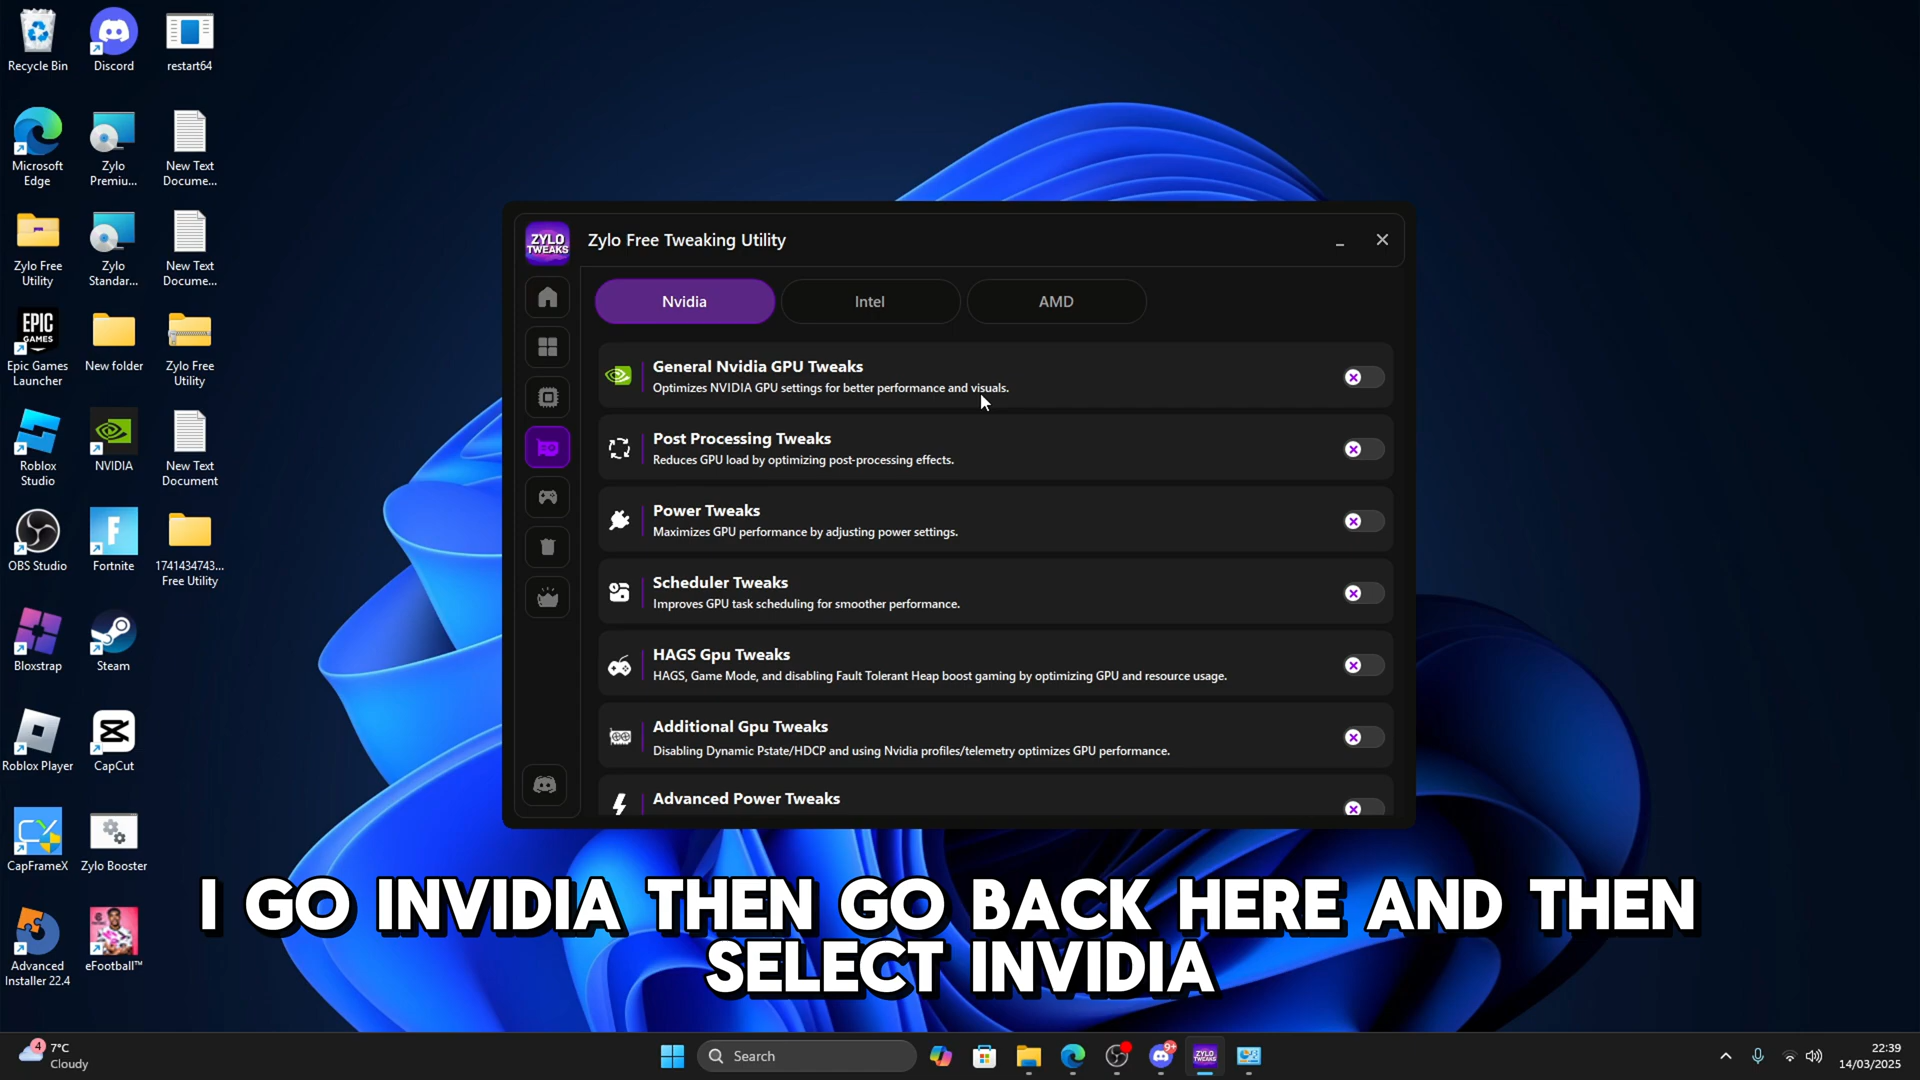 Recycle Bin
Discord
restart64
Microsoft Edge
Zylo Premiu...
New Text Docume...
Zylo Free Utility
Zylo Standar...
New Text Docume...
EPIC GAMES
Epic Games Launcher
New folder
Zylo Free Utility
Roblox Studio
NVIDIA
New Text Document
OBS Studio
Fortnite
1741434743... Free Utility
Bloxstrap
Steam
Roblox Player
CapCut
CapFrameX
Zylo Booster
Advanced Installer 22.4
eFootball™
ZYLO TWEAKS
Zylo Free Tweaking Utility
Nvidia
Intel
AMD
General Nvidia GPU Tweaks
Optimizes NVIDIA GPU settings for better performance and visuals.
Post Processing Tweaks
Reduces GPU load by optimizing post-processing effects.
Power Tweaks
Maximizes GPU performance by adjusting power settings.
Scheduler Tweaks
Improves GPU task scheduling for smoother performance.
HAGS Gpu Tweaks
HAGS, Game Mode, and disabling Fault Tolerant Heap boost gaming by optimizing GPU and resource usage.
Additional Gpu Tweaks
Disabling Dynamic Pstate/HDCP and using Nvidia profiles/telemetry optimizes GPU performance.
Advanced Power Tweaks
I GO INVIDIA THEN GO BACK HERE AND THEN
SELECT INVIDIA
4
7°C
Cloudy
Search
9+
ZYLO TWEAKS
22:39
14/03/2025